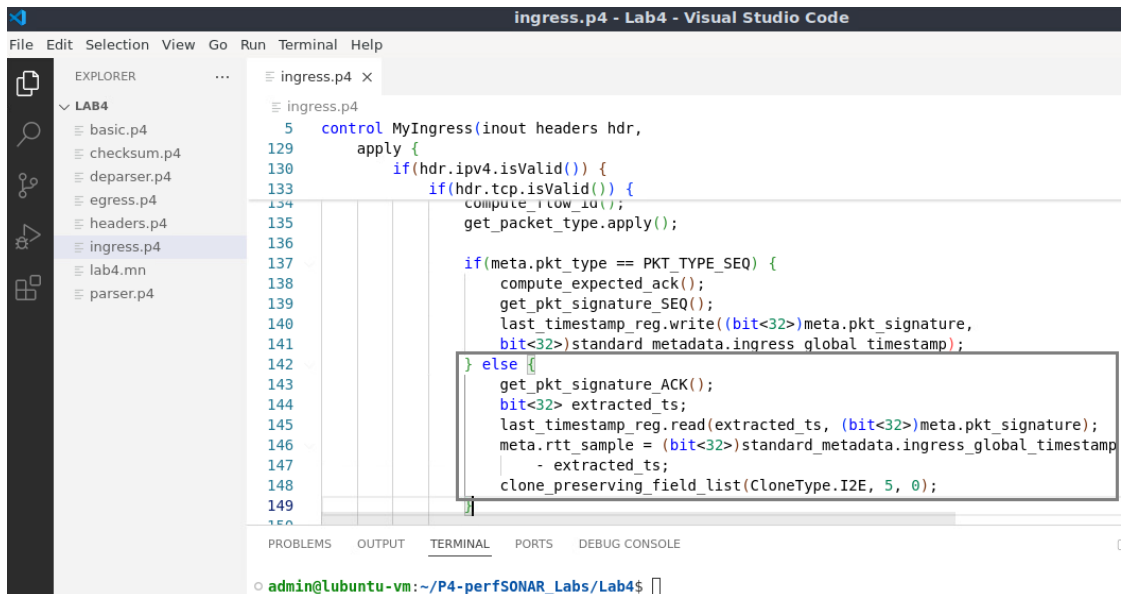 ingress.p4 - Lab4 - Visual Studio Code
File Edit Selection View Go Run Terminal Help
EXPLORER ...
ingress.p4 ×
LAB4
ingress.p4
basic.p4
checksum.p4
deparser.p4
egress.p4
headers.p4
ingress.p4
lab4.mn
parser.p4
5 control MyIngress(inout headers hdr,
129 apply {
130 if(hdr.ipv4.isValid()) {
133 if(hdr.tcp.isValid()) {
134 compute_flow_id();
135 get_packet_type.apply();
136
137 if(meta.pkt_type == PKT_TYPE_SEQ) {
138 compute_expected_ack();
139 get_pkt_signature_SEQ();
140 last_timestamp_reg.write((bit<32>)meta.pkt_signature,
141 bit<32>)standard_metadata.ingress_global_timestamp);
142 } else {
143 get_pkt_signature_ACK();
144 bit<32> extracted_ts;
145 last_timestamp_reg.read(extracted_ts, (bit<32>)meta.pkt_signature);
146 meta.rtt_sample = (bit<32>)standard_metadata.ingress_global_timestamp
147 - extracted_ts;
148 clone_preserving_field_list(CloneType.I2E, 5, 0);
149 }
150
PROBLEMS OUTPUT TERMINAL PORTS DEBUG CONSOLE
admin@lubuntu-vm:~/P4-perfSONAR_Labs/Lab4$